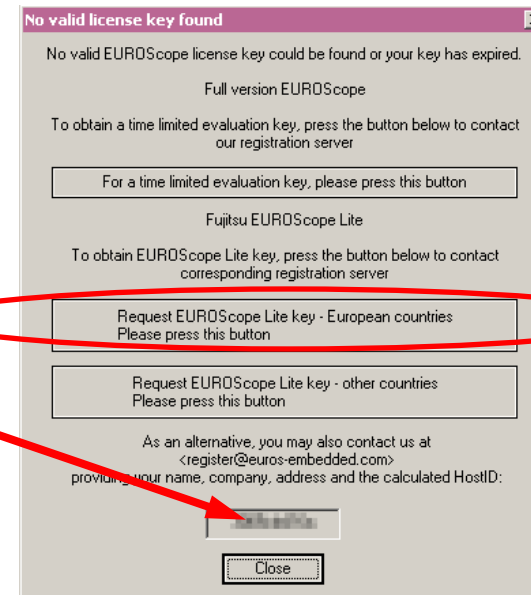 No valid license key found
No valid EUROScope license key could be found or your key has expired.
Full version EUROScope
To obtain a time limited evaluation key, press the button below to contact
our registration server
For a time limited evaluation key, please press this button
Fujitsu EUROScope Lite
To obtain EUROScope Lite key, press the button below to contact
corresponding registration server
Request EUROScope Lite key - European countries
Please press this button
Request EUROScope Lite key - other countries
Please press this button
As an alternative, you may also contact us at
<register@euros-embedded.com>
providing your name, company, address and the calculated HostID:
Close